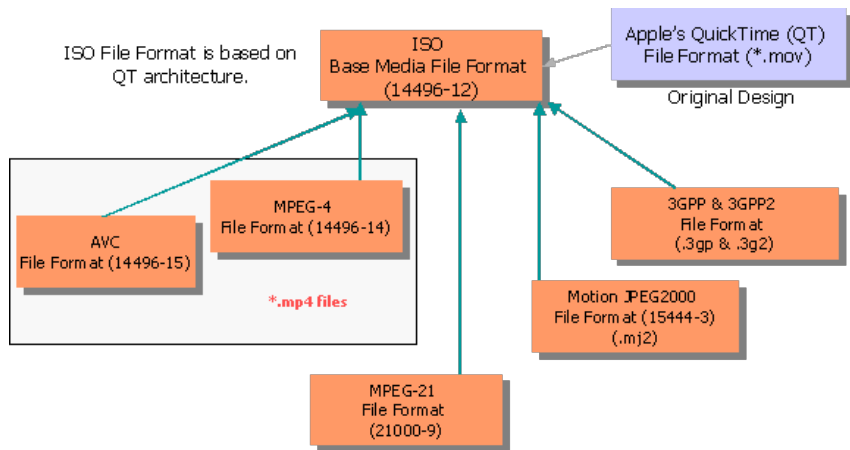 ISO File Format is based on
QT architecture.
ISO
Base Media File Format
(14496-12)
Apple's QuickTime (QT)
File Format (*.mov)
Original Design
AVC
File Format (14496-15)
MPEG-4
File Format (14496-14)
*.mp4 files
3GPP & 3GPP2
File Format
(.3gp & .3g2)
Motion JPEG2000
File Format (15444-3)
(.mj2)
MPEG-21
File Format
(21000-9)